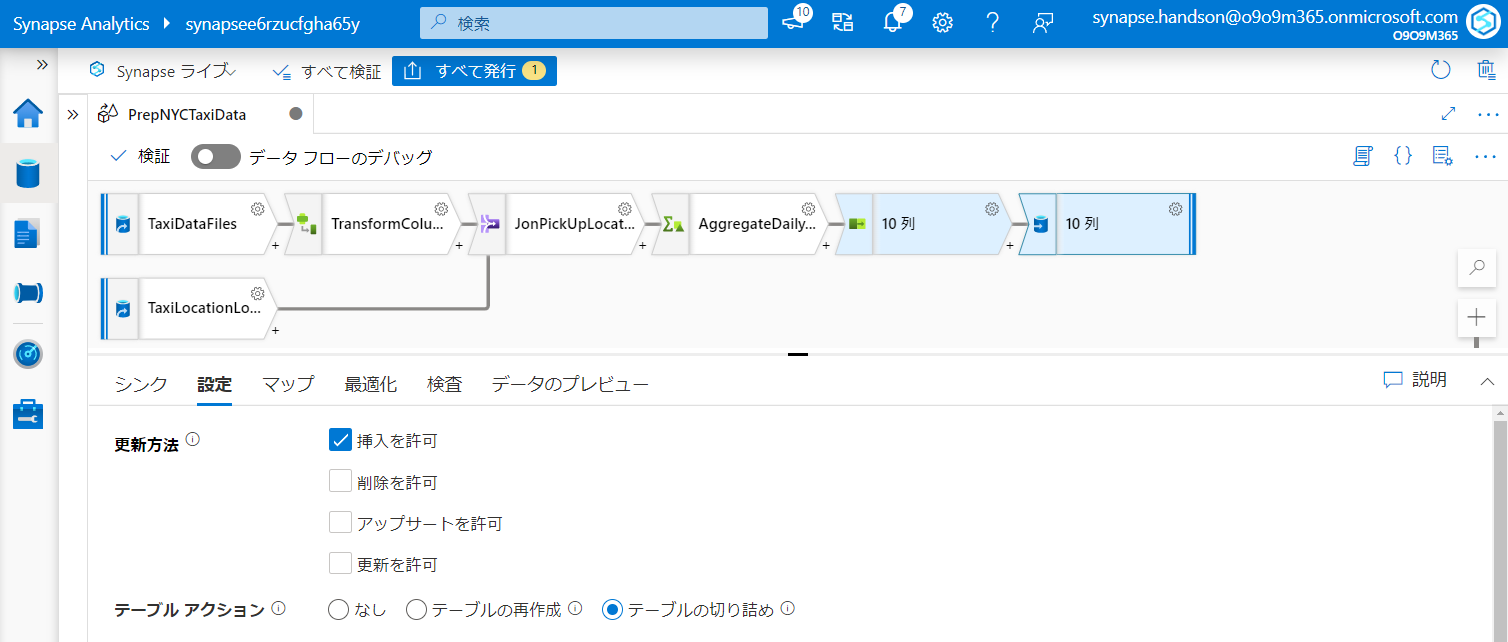 Synapse Analytics synapsee6rzucfgha65y 検索 10 7 synapse.handson@o9o9m365.onmicrosoft.com
O9O9M365
Synapse ライブ すべて検証 すべて発行 1
PrepNYCTaxiData
検証 データ フローのデバッグ
TaxiDataFiles TransformColu... JonPickUpLocat... AggregateDaily... 10 列 10 列
+ + + + +
TaxiLocationLo...
+
シンク 設定 マップ 最適化 検査 データのプレビュー 説明
更新方法 挿入を許可
削除を許可
アップサートを許可
更新を許可
テーブル アクション なし テーブルの再作成 テーブルの切り詰め